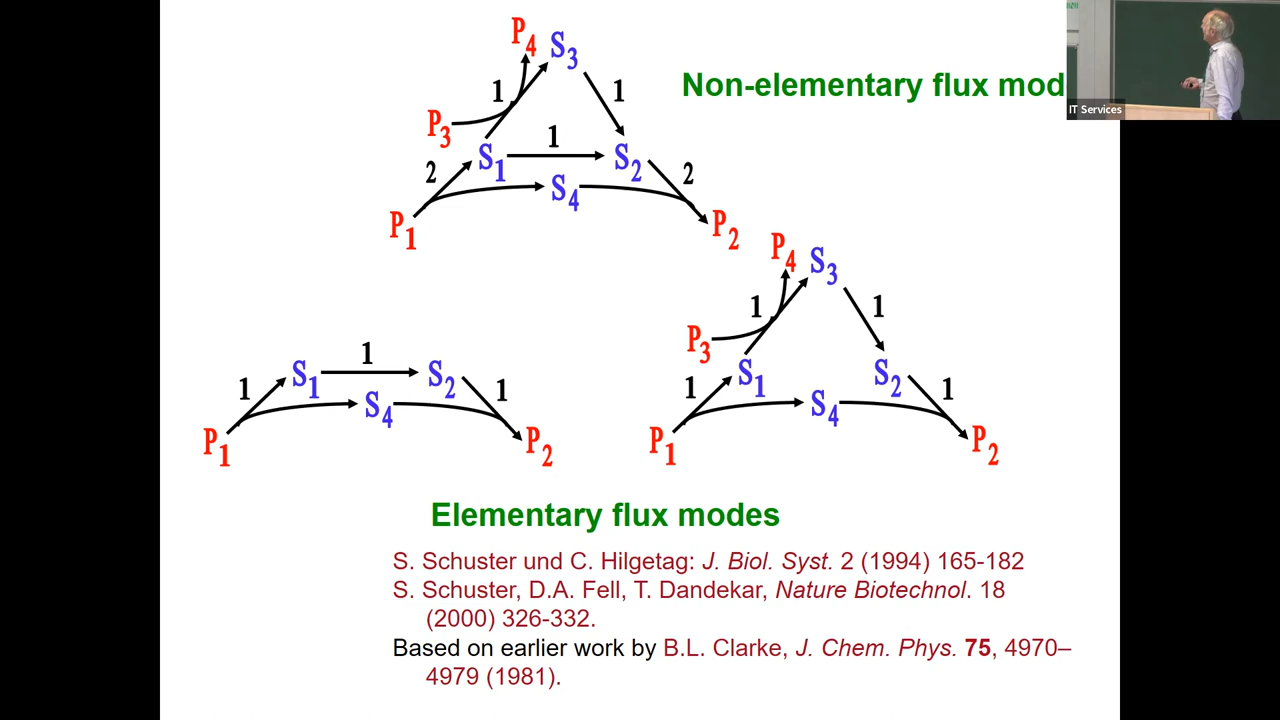 P4 S3
1 1
Non-elementary flux mod
IT Services
P3
1
S1 S2
2 2
S4
P1 P2
P4 S3
1 1
P3
1
S1 S2
1 1
S4
P1 P2
S1 S2
1 1
S4
P1 P2
Elementary flux modes
S. Schuster und C. Hilgetag: J. Biol. Syst. 2 (1994) 165-182
S. Schuster, D.A. Fell, T. Dandekar, Nature Biotechnol. 18
(2000) 326-332.
Based on earlier work by B.L. Clarke, J. Chem. Phys. 75, 4970–
4979 (1981).